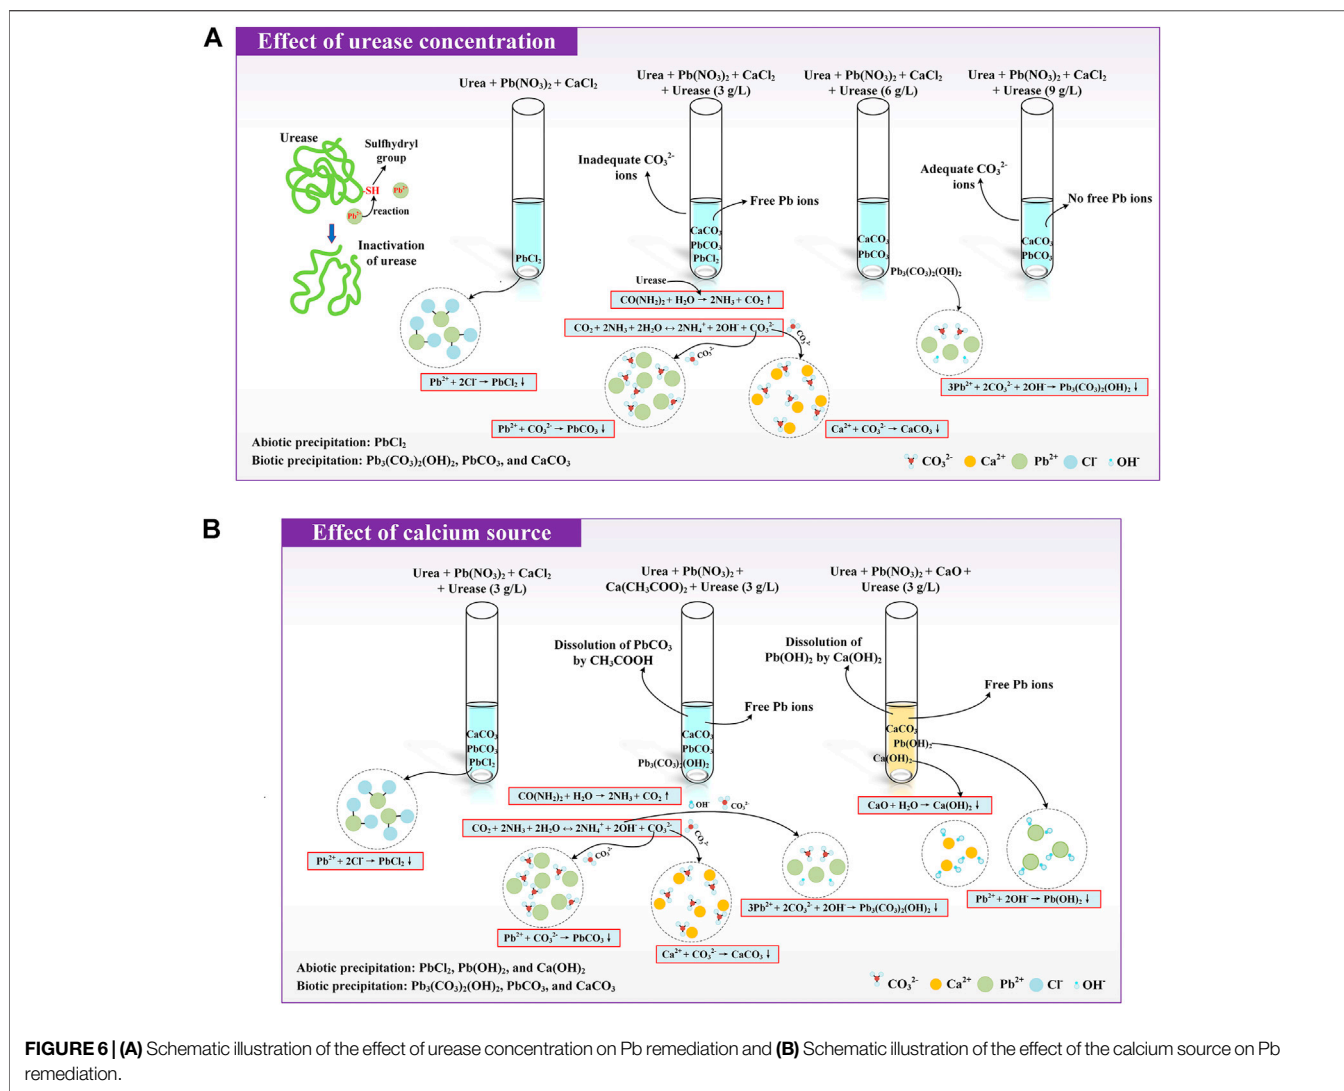 A
Effect of urease concentration
Urea + Pb(NO₃)₂ + CaCl₂
Urea + Pb(NO₃)₂ + CaCl₂
+ Urease (3 g/L)
Urea + Pb(NO₃)₂ + CaCl₂
+ Urease (6 g/L)
Urea + Pb(NO₃)₂ + CaCl₂
+ Urease (9 g/L)
Urease
Sulfhydryl
group
-SH
Pb²⁺
Pb²⁺
reaction
Inactivation
of urease
Inadequate CO₃²⁻
ions
Free Pb ions
Adequate CO₃²⁻
ions
No free Pb ions
PbCl₂
CaCO₃
PbCO₃
PbCl₂
CaCO₃
PbCO₃
CaCO₃
PbCO₃
Pb₃(CO₃)₂(OH)₂
Urease
CO(NH₂)₂ + H₂O → 2NH₃ + CO₂ ↑
CO₂ + 2NH₃ + 2H₂O ↔ 2NH₄⁺ + 2OH⁻ + CO₃²⁻
CO₃²⁻
CO₃²⁻
Pb²⁺ + 2Cl⁻ → PbCl₂ ↓
3Pb²⁺ + 2CO₃²⁻ + 2OH⁻ → Pb₃(CO₃)₂(OH)₂ ↓
Pb²⁺ + CO₃²⁻ → PbCO₃ ↓
Ca²⁺ + CO₃²⁻ → CaCO₃ ↓
Abiotic precipitation: PbCl₂
Biotic precipitation: Pb₃(CO₃)₂(OH)₂, PbCO₃, and CaCO₃
CO₃²⁻ Ca²⁺ Pb²⁺ Cl⁻ OH⁻
B
Effect of calcium source
Urea + Pb(NO₃)₂ + CaCl₂
+ Urease (3 g/L)
Urea + Pb(NO₃)₂ +
Ca(CH₃COO)₂ + Urease (3 g/L)
Urea + Pb(NO₃)₂ + CaO +
Urease (3 g/L)
Dissolution of PbCO₃
by CH₃COOH
Free Pb ions
Dissolution of
Pb(OH)₂ by Ca(OH)₂
Free Pb ions
CaCO₃
PbCO₃
PbCl₂
CaCO₃
PbCO₃
Pb₃(CO₃)₂(OH)₂
CaCO₃
Pb(OH)₂
Ca(OH)₂
CO(NH₂)₂ + H₂O → 2NH₃ + CO₂ ↑
OH⁻
CO₃²⁻
CaO + H₂O → Ca(OH)₂ ↓
CO₂ + 2NH₃ + 2H₂O ↔ 2NH₄⁺ + 2OH⁻ + CO₃²⁻
CO₃²⁻
CO₃²⁻
Pb²⁺ + 2Cl⁻ → PbCl₂ ↓
3Pb²⁺ + 2CO₃²⁻ + 2OH⁻ → Pb₃(CO₃)₂(OH)₂ ↓
Pb²⁺ + 2OH⁻ → Pb(OH)₂ ↓
Pb²⁺ + CO₃²⁻ → PbCO₃ ↓
Ca²⁺ + CO₃²⁻ → CaCO₃ ↓
Abiotic precipitation: PbCl₂, Pb(OH)₂, and Ca(OH)₂
Biotic precipitation: Pb₃(CO₃)₂(OH)₂, PbCO₃, and CaCO₃
CO₃²⁻ Ca²⁺ Pb²⁺ Cl⁻ OH⁻
FIGURE 6 | (A) Schematic illustration of the effect of urease concentration on Pb remediation and (B) Schematic illustration of the effect of the calcium source on Pb
remediation.